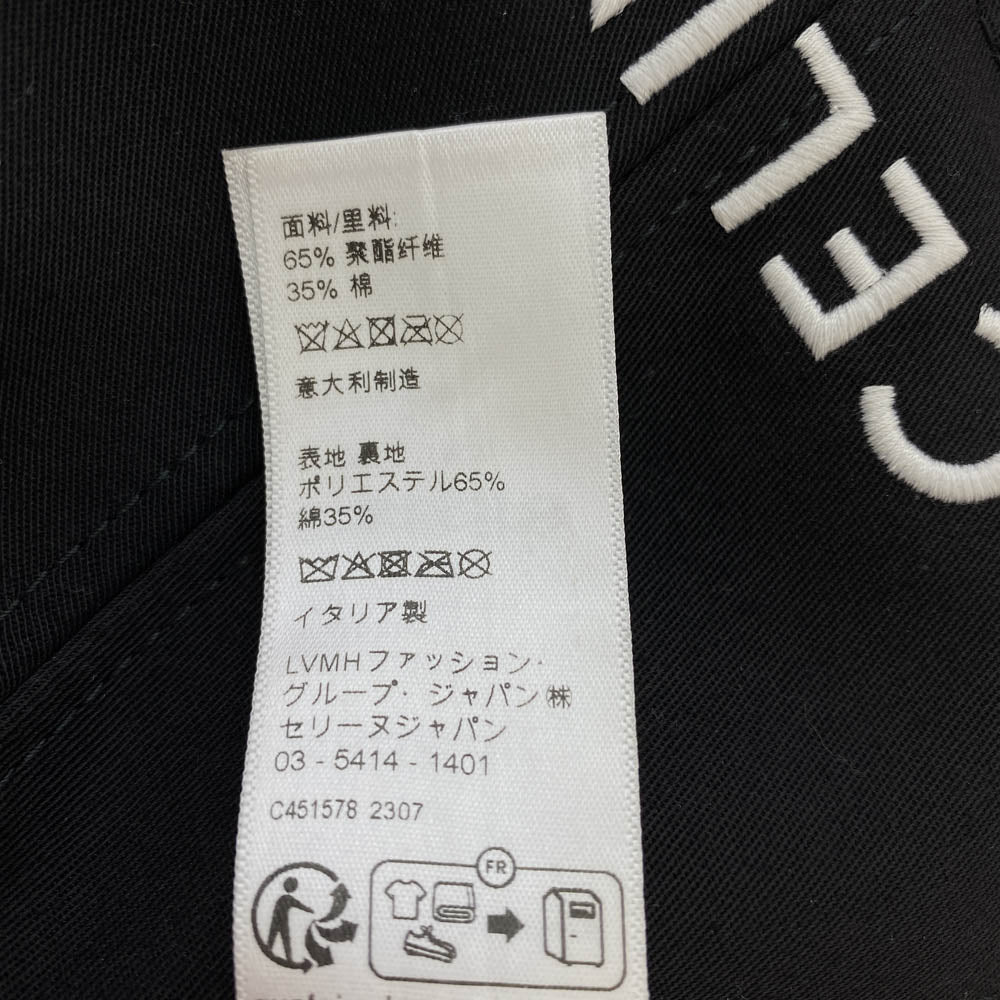 CELI
面料/里料:
65% 聚酯纤维
35% 棉
意大利制造
表地 裏地
ポリエステル65%
綿35%
イタリア製
LVMHファッション・
グループ・ジャパン㈱
セリーヌジャパン
03 - 5414 - 1401
C451578 2307
FR